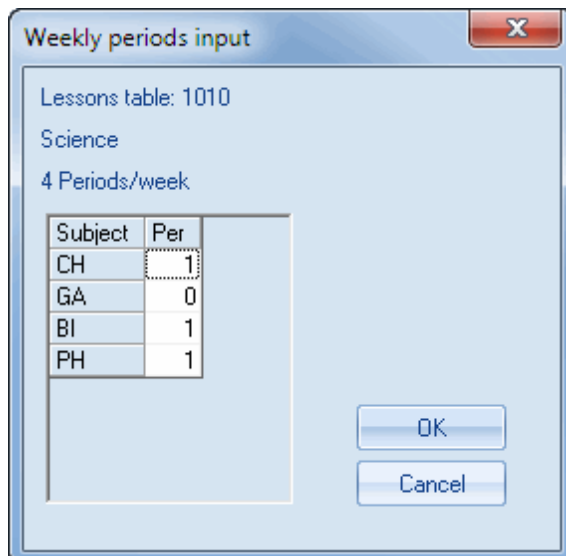 Weekly periods input
Lessons table: 1010
Science
4 Periods/week
Subject Per
CH 1
GA 0
BI 1
PH 1
OK
Cancel